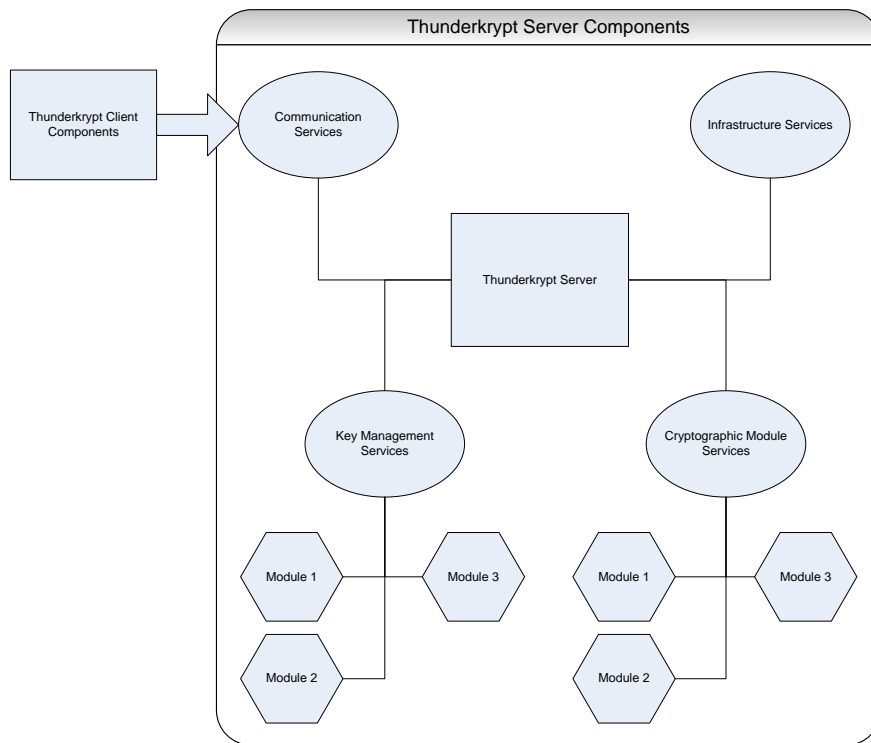 Thunderkrypt Server Components
Thunderkrypt Client
Components
Communication
Services
Infrastructure Services
Thunderkrypt Server
Key Management
Services
Cryptographic Module
Services
Module 1
Module 3
Module 1
Module 3
Module 2
Module 2